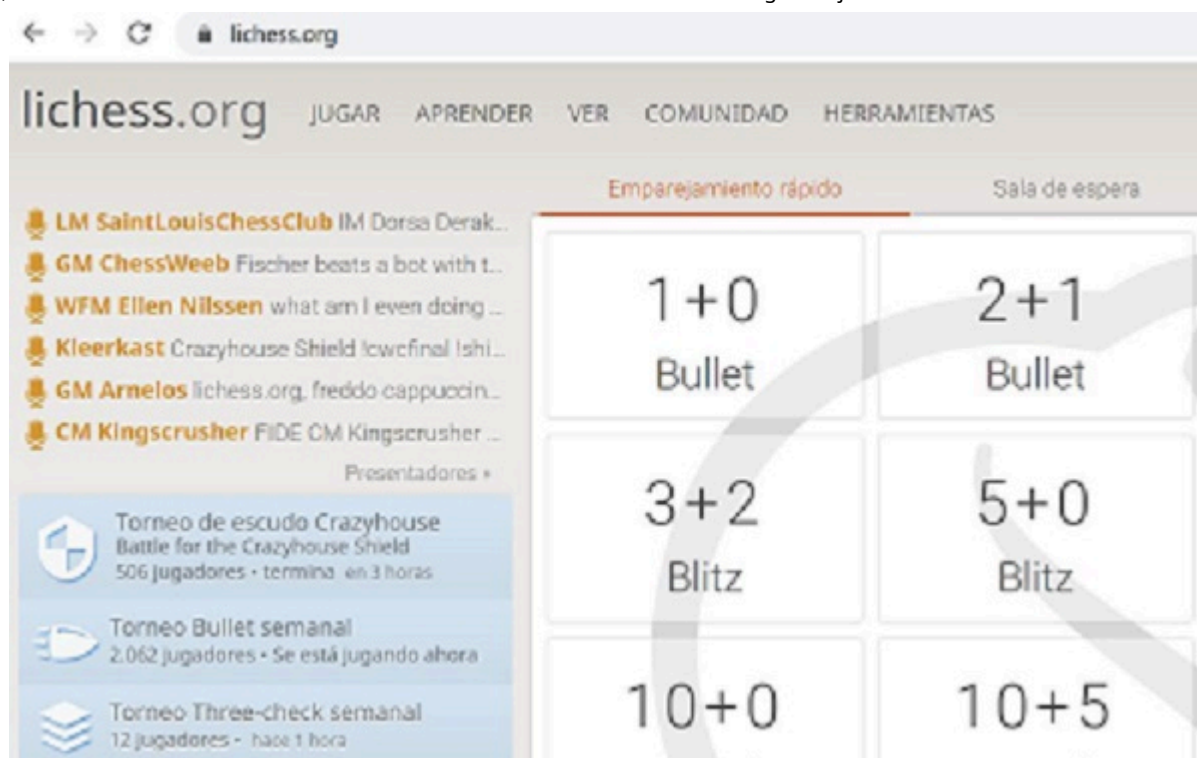 lichess.org
lichess.org JUGAR APRENDER VER COMUNIDAD HERRAMIENTAS
Emparejamiento rápido Sala de espera
LM SaintLouisChessClub IM Dorsa Derak...
GM ChessWeeb Fischer beats a bot with t...
WFM Ellen Nilssen what am I even doing ...
Kleerkast Crazyhouse Shield !cwcfinal !shi...
GM Arnelos lichess.org, freddo cappuccin...
CM Kingscrusher FIDE CM Kingscrusher ...
Presentadores »
Torneo de escudo Crazyhouse
Battle for the Crazyhouse Shield
506 jugadores • termina en 3 horas
Torneo Bullet semanal
2.062 jugadores • Se está jugando ahora
Torneo Three-check semanal
12 jugadores • hace 1 hora
1+0 2+1
Bullet Bullet
3+2 5+0
Blitz Blitz
10+0 10+5